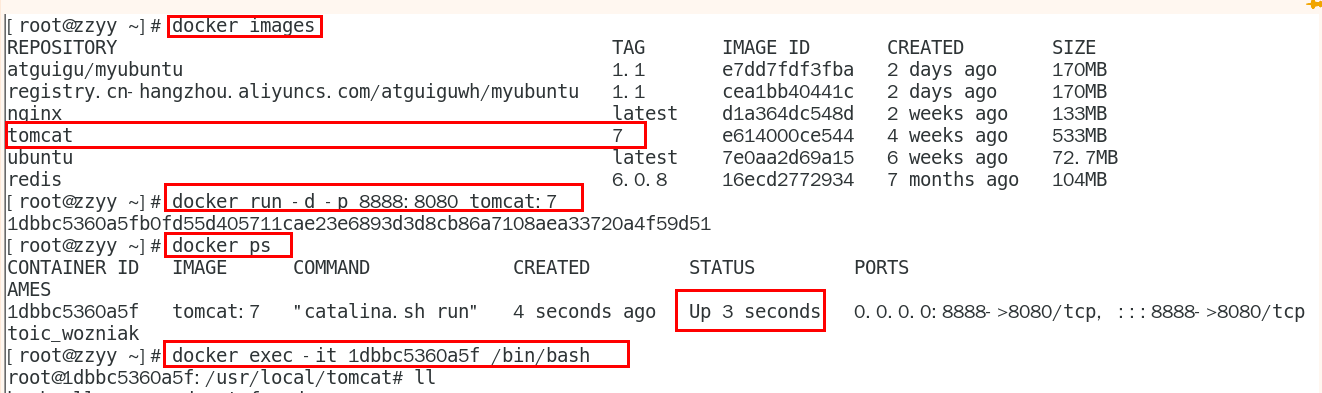 [root@zzyy ~]# docker images
REPOSITORY TAG IMAGE ID CREATED SIZE
atguigu/myubuntu 1.1 e7dd7fdf3fba 2 days ago 170MB
registry.cn-hangzhou.aliyuncs.com/atguiguwh/myubuntu 1.1 cea1bb40441c 2 days ago 170MB
nginx latest d1a364dc548d 2 weeks ago 133MB
tomcat 7 e614000ce544 4 weeks ago 533MB
ubuntu latest 7e0aa2d69a15 6 weeks ago 72.7MB
redis 6.0.8 16ecd2772934 7 months ago 104MB
[root@zzyy ~]# docker run -d -p 8888:8080 tomcat:7
1dbbc5360a5fb0fd55d405711cae23e6893d3d8cb86a7108aea33720a4f59d51
[root@zzyy ~]# docker ps
CONTAINER ID IMAGE COMMAND CREATED STATUS PORTS
AMES
1dbbc5360a5f tomcat:7 "catalina.sh run" 4 seconds ago Up 3 seconds 0.0.0.0:8888->8080/tcp, :::8888->8080/tcp
toic_wozniak
[root@zzyy ~]# docker exec -it 1dbbc5360a5f /bin/bash
root@1dbbc5360a5f:/usr/local/tomcat# ll